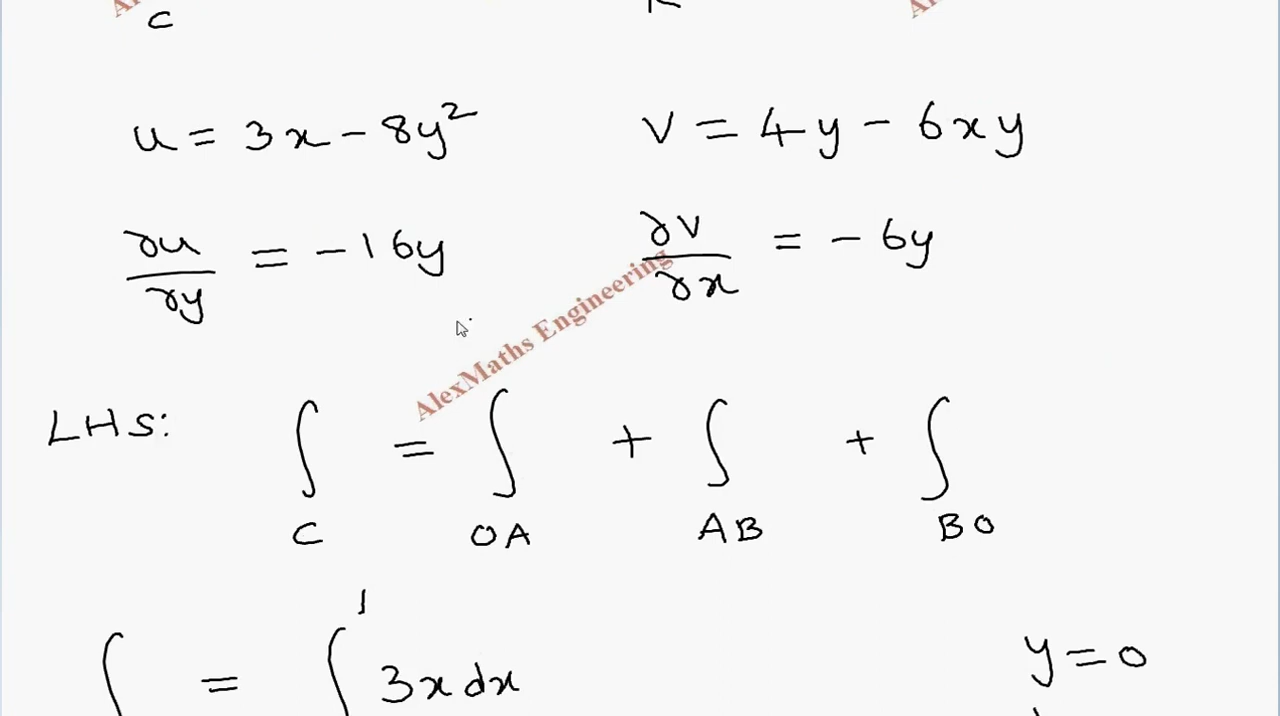 C
u = 3x - 8y² v = 4y - 6xy
∂u/∂y = -16y ∂v/∂x = -6y
AlexMaths Engineering
LHS: ∫_C = ∫_OA + ∫_AB + ∫_BO
∫ = ∫^1 3x dx y = 0